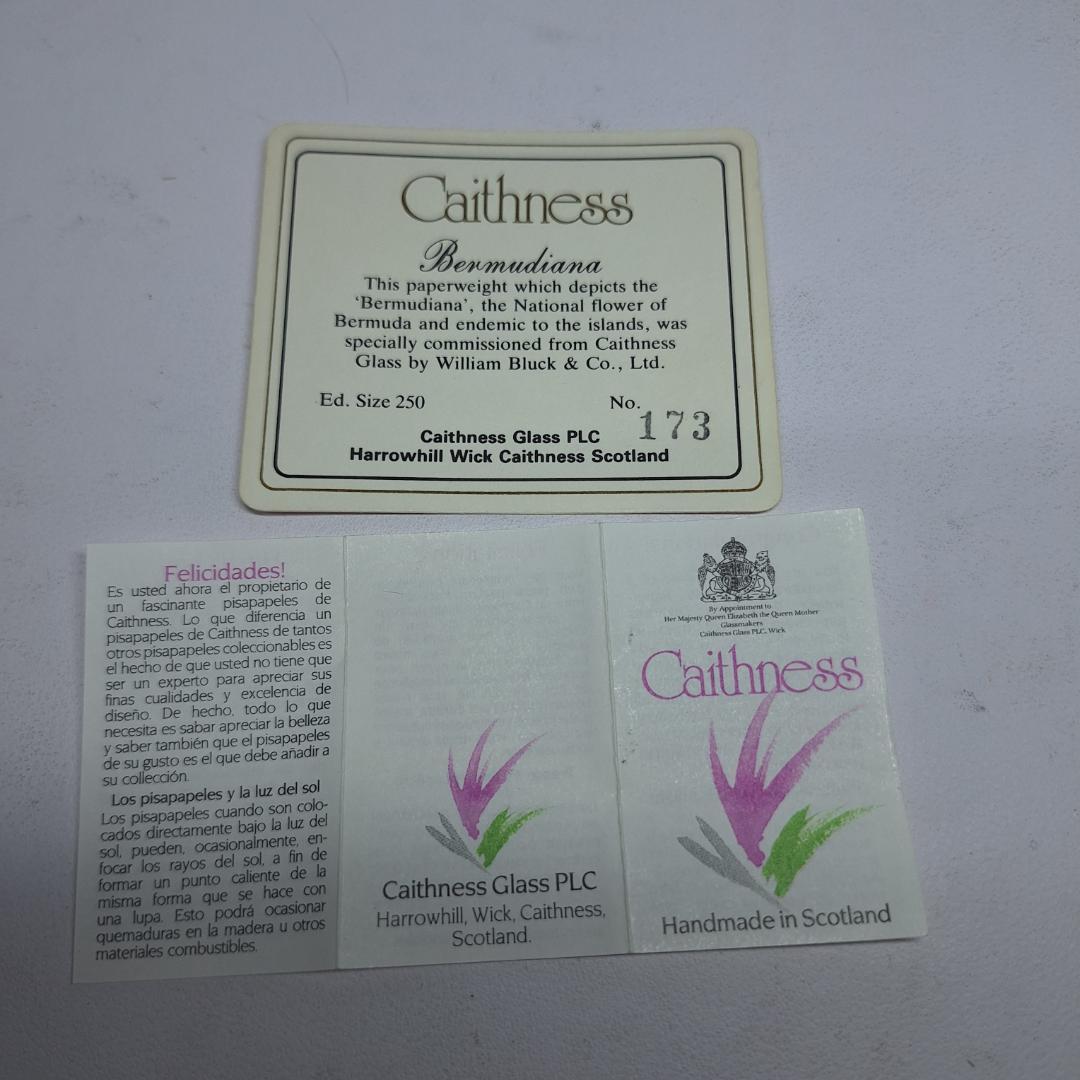 Caithness
Bermudiana
This paperweight which depicts the
‘Bermudiana’, the National flower of
Bermuda and endemic to the islands, was
specially commissioned from Caithness
Glass by William Bluck & Co., Ltd.
Ed. Size 250
No. 173
Caithness Glass PLC
Harrowhill Wick Caithness Scotland
Felicidades!
Es usted ahora el propietario de
un fascinante pisapapeles de
Caithness. Lo que diferencia un
pisapapeles de Caithness de tantos
otros pisapapeles coleccionables es
el hecho de que usted no tiene que
ser un experto para apreciar sus
finas cualidades y excelencia de
diseño. De hecho, todo lo que
necesita es sabar apreciar la belleza
y saber también que el pisapapeles
de su gusto es el que debe añadir a
su colección.
Los pisapapeles y la luz del sol
Los pisapapeles cuando son colo-
cados directamente bajo la luz del
sol, pueden, ocasionalmente, en-
focar los rayos del sol, a fin de
formar un punto caliente de la
misma forma que se hace con
una lupa. Esto podrá ocasionar
quemaduras en la madera u otros
materiales combustibles.
Caithness Glass PLC
Harrowhill, Wick, Caithness,
Scotland.
By Appointment to
Her Majesty Queen Elizabeth the Queen Mother
Glassmakers
Caithness Glass PLC, Wick
Caithness
Handmade in Scotland